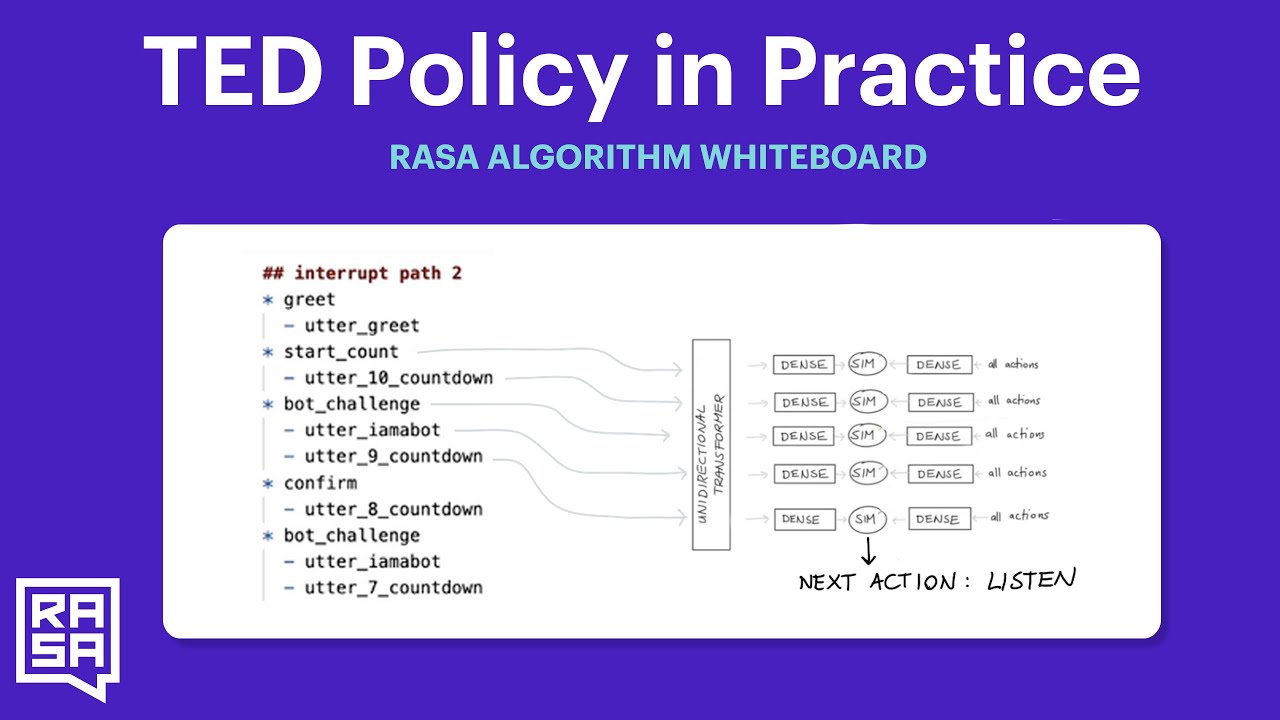 TED Policy in Practice
RASA ALGORITHM WHITEBOARD
## interrupt path 2
* greet
- utter_greet
* start_count
- utter_10_countdown
* bot_challenge
- utter_iamabot
- utter_9_countdown
* confirm
- utter_8_countdown
* bot_challenge
- utter_iamabot
- utter_7_countdown
UNIDIRECTIONAL
TRANSFORMER
DENSE SIM DENSE all actions
DENSE SIM DENSE all actions
DENSE SIM DENSE all actions
DENSE SIM DENSE all actions
DENSE SIM DENSE all actions
NEXT ACTION: LISTEN
RA
SA